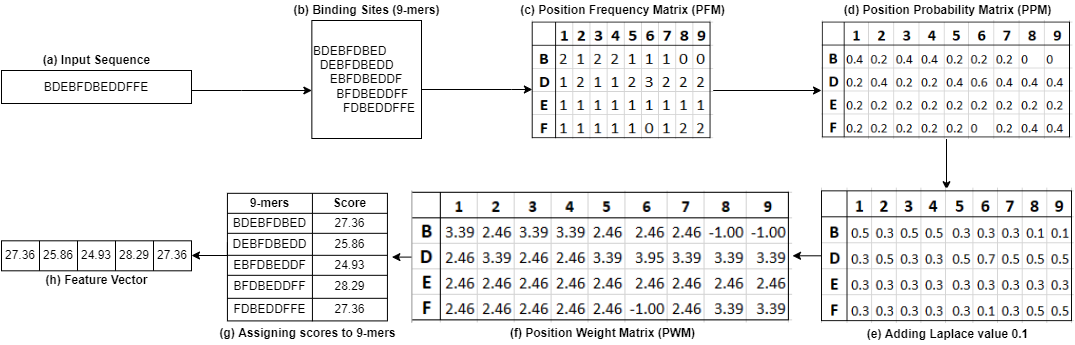 (a) Input Sequence
BDEBFDBEDDFFE
(b) Binding Sites (9-mers)
BDEBFDBED
DEBFDBEDD
EBFDBEDDF
BFDBEDDFF
FDBEDDFFE
(c) Position Frequency Matrix (PFM)
1 2 3 4 5 6 7 8 9
B 2 1 2 2 1 1 1 0 0
D 1 2 1 1 2 3 2 2 2
E 1 1 1 1 1 1 1 1 1
F 1 1 1 1 1 0 1 2 2
(d) Position Probability Matrix (PPM)
1 2 3 4 5 6 7 8 9
B 0.4 0.2 0.4 0.4 0.2 0.2 0.2 0 0
D 0.2 0.4 0.2 0.2 0.4 0.6 0.4 0.4 0.4
E 0.2 0.2 0.2 0.2 0.2 0.2 0.2 0.2 0.2
F 0.2 0.2 0.2 0.2 0.2 0 0.2 0.4 0.4
1 2 3 4 5 6 7 8 9
B 0.5 0.3 0.5 0.5 0.3 0.3 0.3 0.1 0.1
D 0.3 0.5 0.3 0.3 0.5 0.7 0.5 0.5 0.5
E 0.3 0.3 0.3 0.3 0.3 0.3 0.3 0.3 0.3
F 0.3 0.3 0.3 0.3 0.3 0.1 0.3 0.5 0.5
(e) Adding Laplace value 0.1
1 2 3 4 5 6 7 8 9
B 3.39 2.46 3.39 3.39 2.46 2.46 2.46 -1.00 -1.00
D 2.46 3.39 2.46 2.46 3.39 3.95 3.39 3.39 3.39
E 2.46 2.46 2.46 2.46 2.46 2.46 2.46 2.46 2.46
F 2.46 2.46 2.46 2.46 2.46 -1.00 2.46 3.39 3.39
(f) Position Weight Matrix (PWM)
9-mers Score
BDEBFDBED 27.36
DEBFDBEDD 25.86
EBFDBEDDF 24.93
BFDBEDDFF 28.29
FDBEDDFFE 27.36
(g) Assigning scores to 9-mers
27.36 25.86 24.93 28.29 27.36
(h) Feature Vector